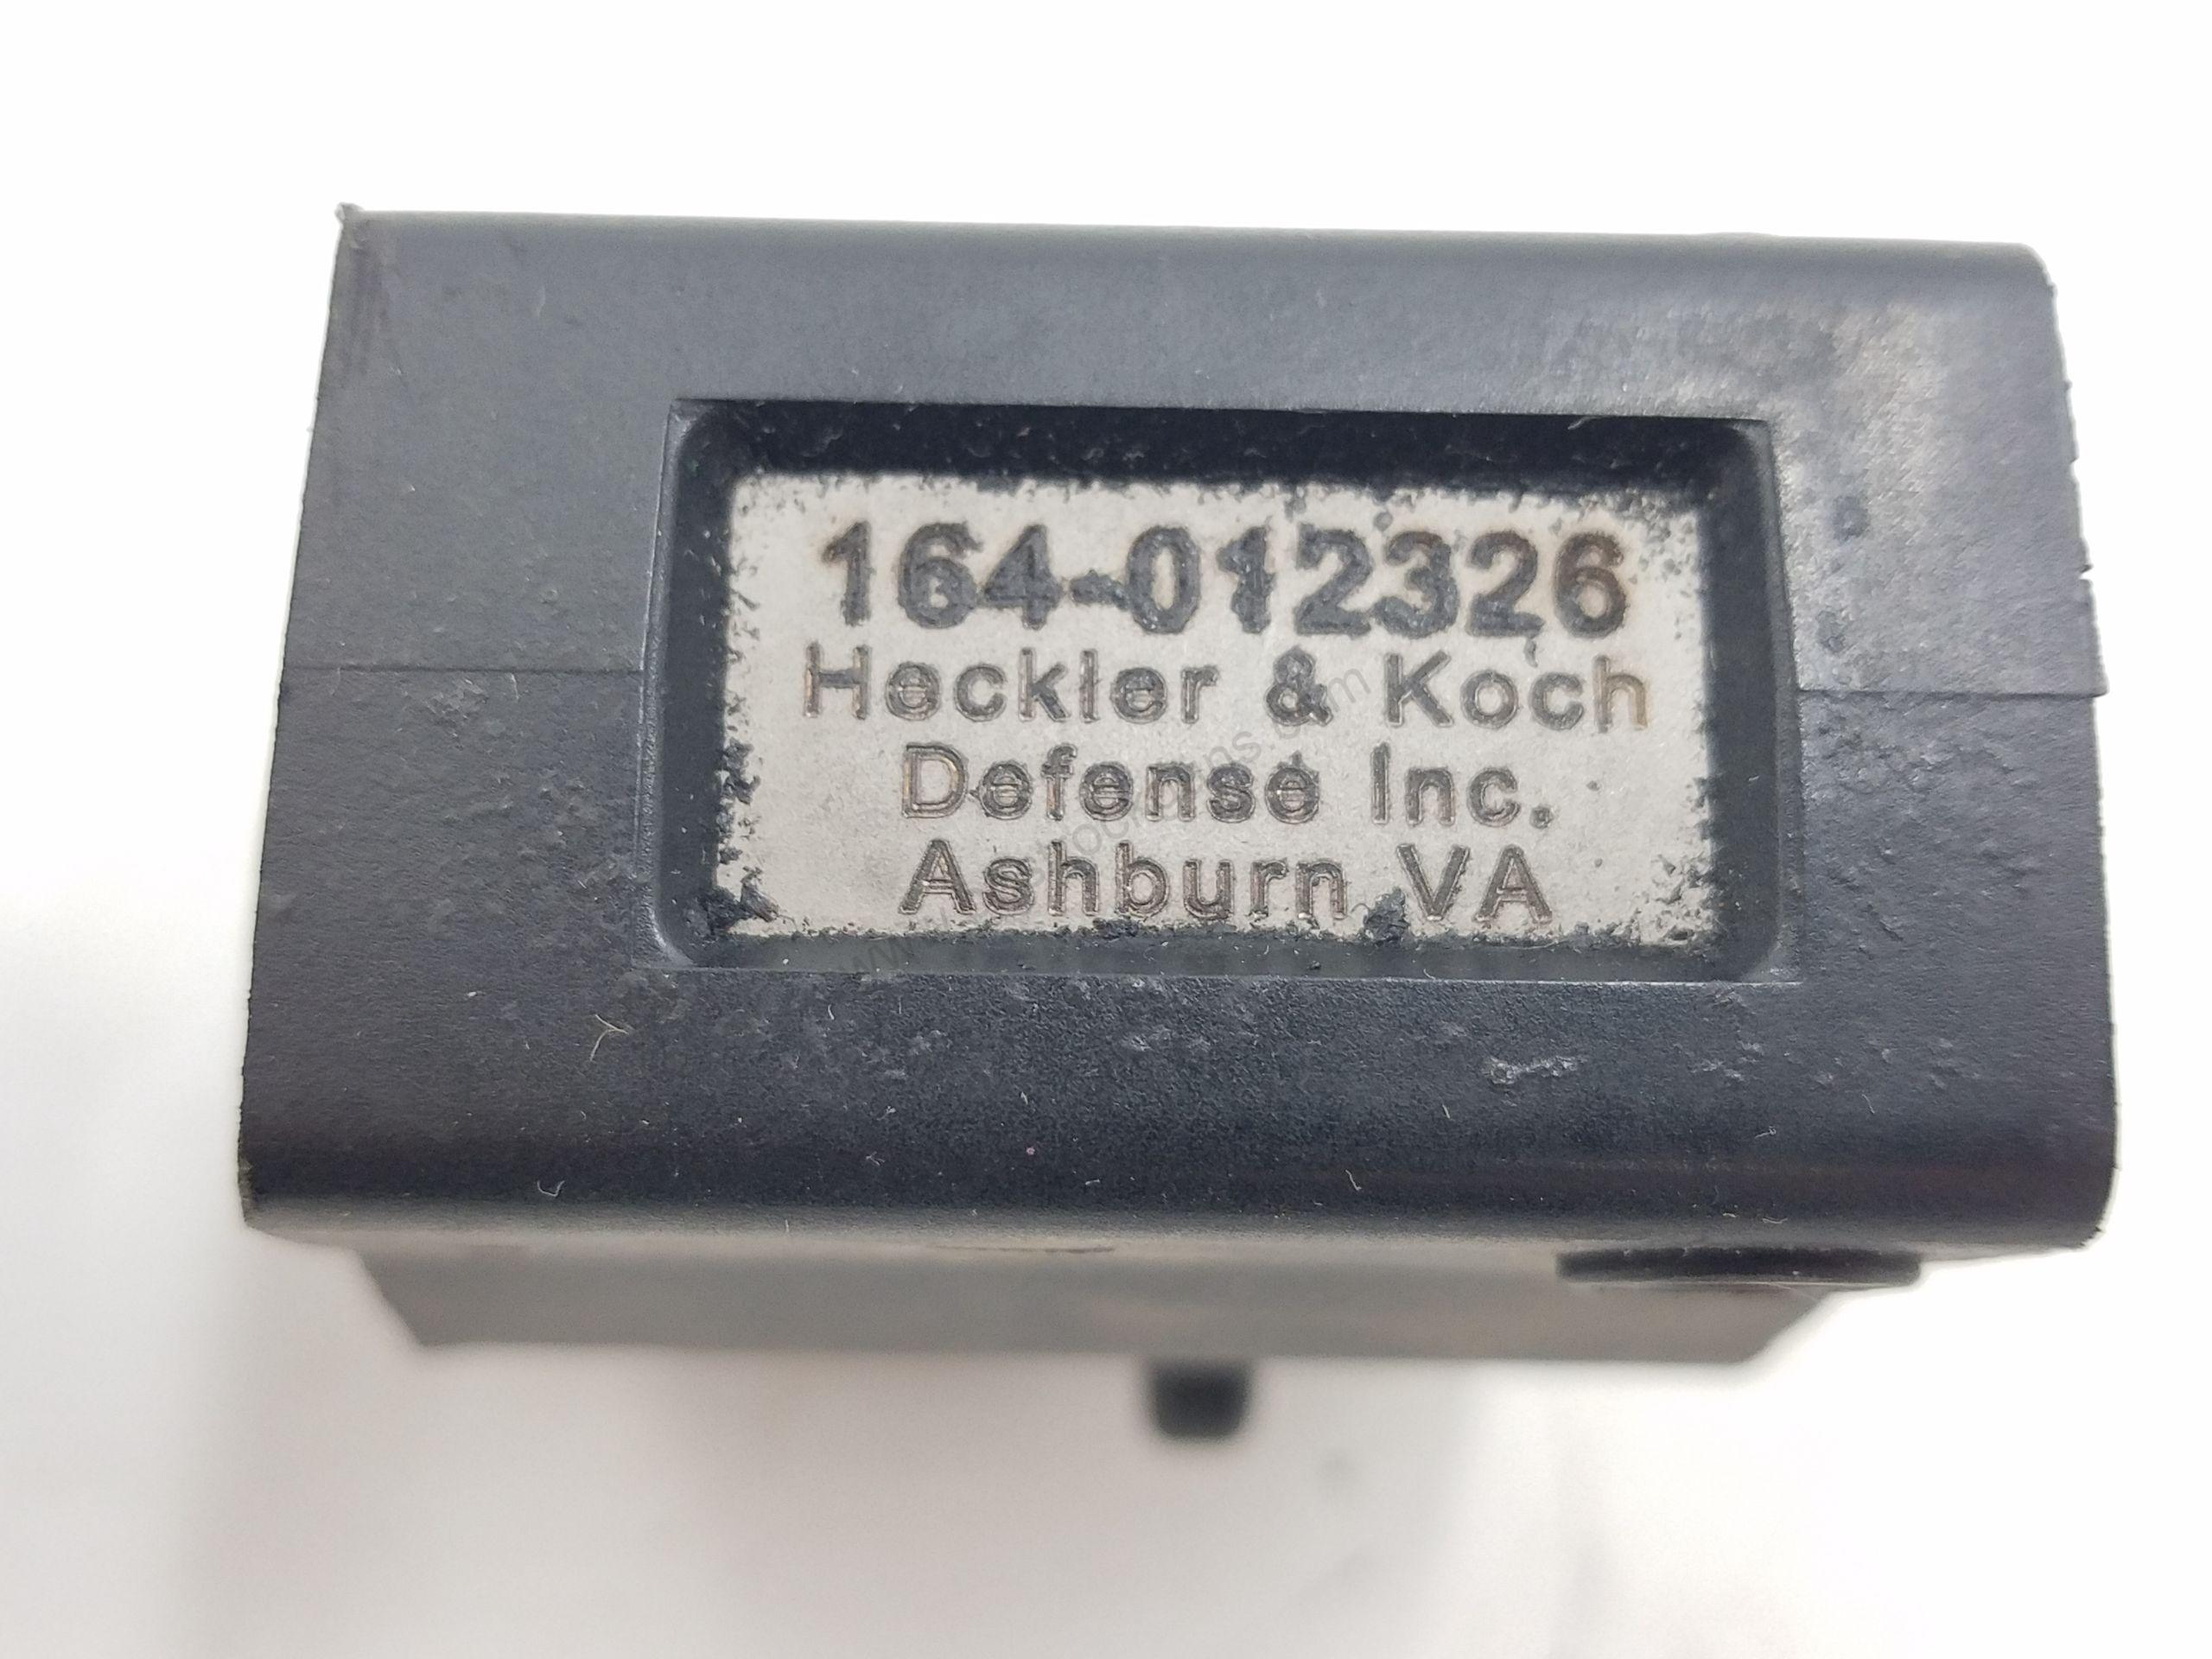 164-012326
Heckler & Koch
Defense Inc.
Ashburn VA